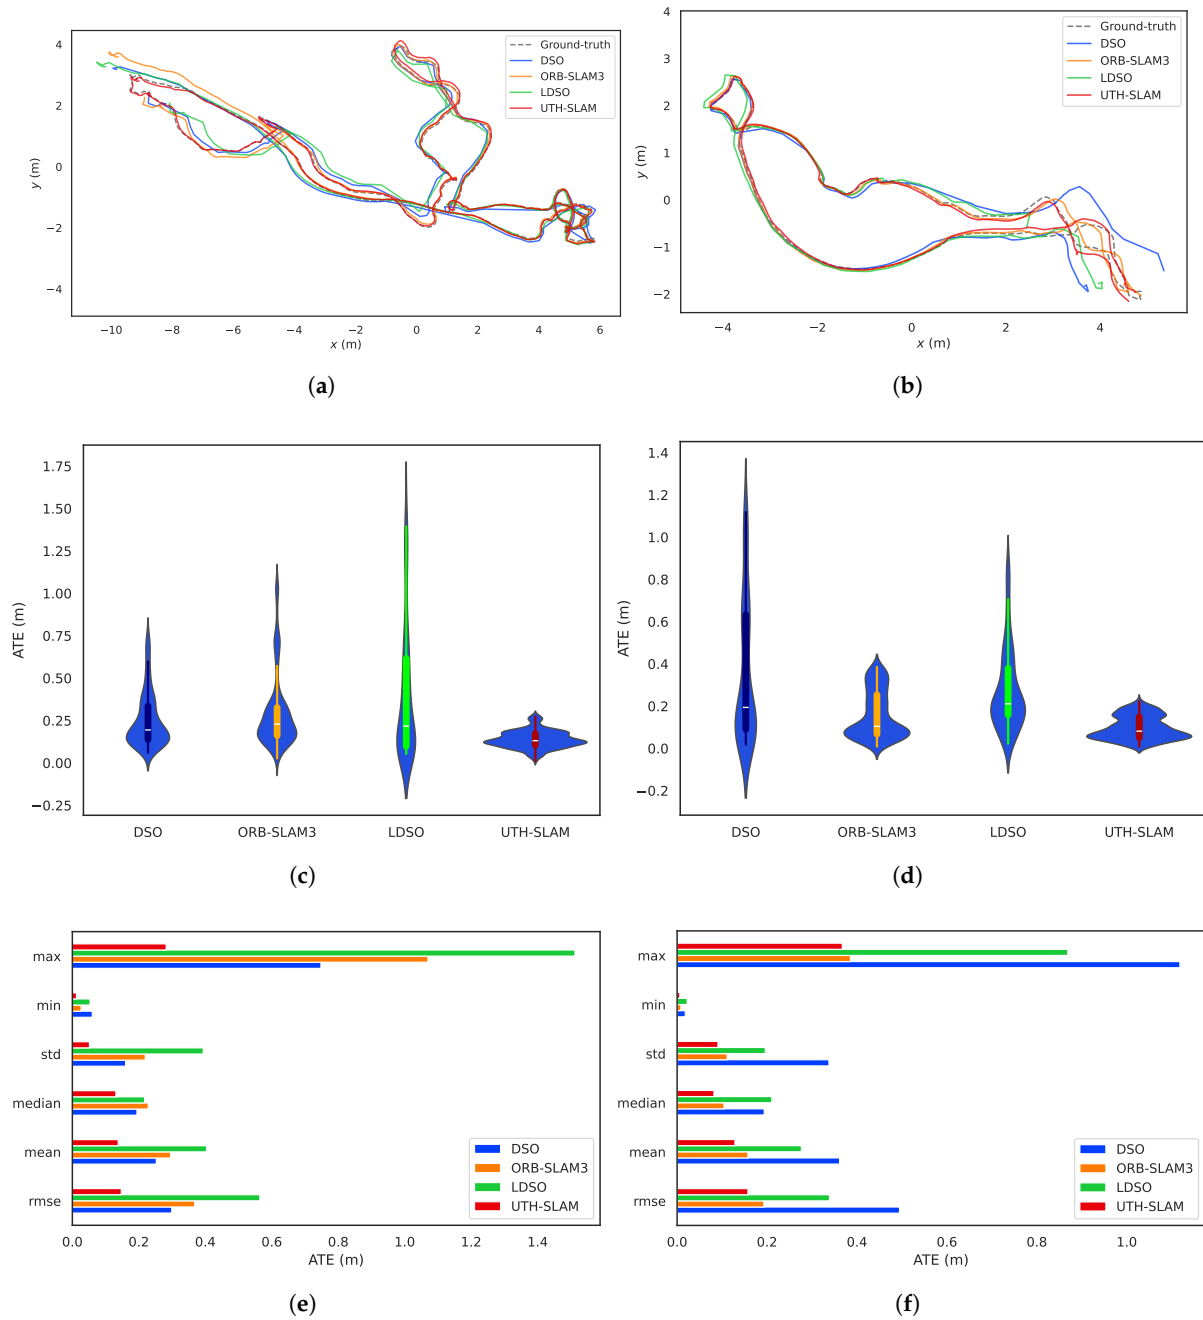 4
2
0
−2
−4
y (m)
−10
−8
−6
−4
−2
0
2
4
6
x (m)
Ground-truth
DSO
ORB-SLAM3
LDSO
UTH-SLAM
(a)
4
3
2
1
0
−1
−2
y (m)
−4
−2
0
2
4
x (m)
Ground-truth
DSO
ORB-SLAM3
LDSO
UTH-SLAM
(b)
1.75
1.50
1.25
1.00
0.75
0.50
0.25
0.00
−0.25
ATE (m)
DSO
ORB-SLAM3
LDSO
UTH-SLAM
(c)
1.4
1.2
1.0
0.8
0.6
0.4
0.2
0.0
−0.2
ATE (m)
DSO
ORB-SLAM3
LDSO
UTH-SLAM
(d)
max
min
std
median
mean
rmse
0.0
0.2
0.4
0.6
0.8
1.0
1.2
1.4
ATE (m)
DSO
ORB-SLAM3
LDSO
UTH-SLAM
(e)
max
min
std
median
mean
rmse
0.0
0.2
0.4
0.6
0.8
1.0
ATE (m)
DSO
ORB-SLAM3
LDSO
UTH-SLAM
(f)